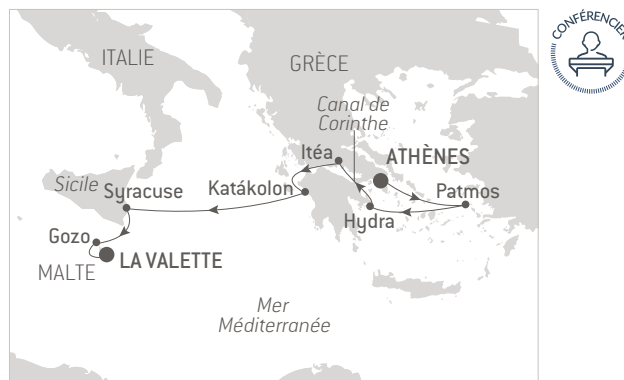 ITALIE
GRÈCE
CONFÉRENCIER
Canal de
Corinthe
Itéa
ATHÈNES
Sicile
Syracuse
Katákolon
Patmos
Hydra
Gozo
LA VALETTE
MALTE
Mer
Méditerranée